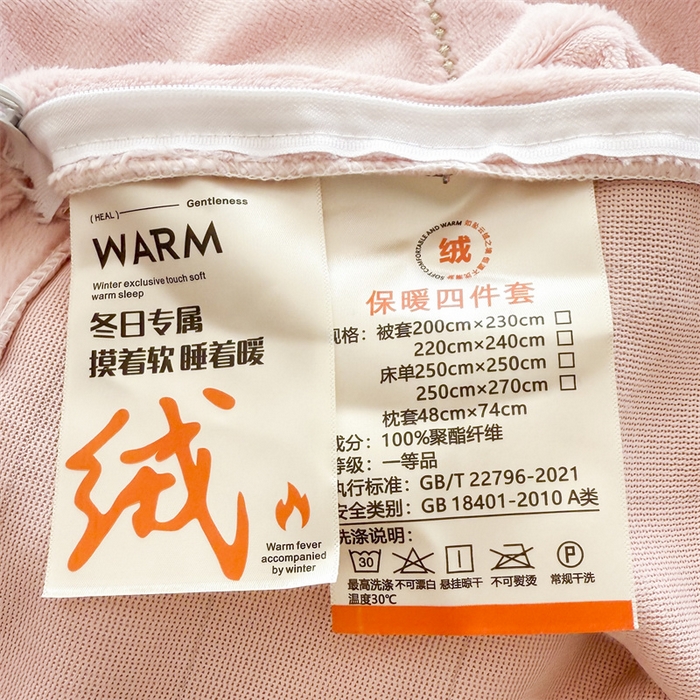 (HEAL) Gentleness
WARM
Winter exclusive touch soft
warm sleep
冬日专属
摸着软 睡着暖
绒
Warm fever
accompanied
by winter
SOFT COMFORTABLE AND WARM
绒
保暖四件套
规格：被套200cm×230cm
220cm×240cm
床单250cm×250cm
250cm×270cm
枕套48cm×74cm
成分：100%聚酯纤维
等级：一等品
执行标准：GB/T 22796-2021
安全类别：GB 18401-2010 A类
洗涤说明：
30
P
最高洗涤 不可漂白 悬挂晾干 不可熨烫 常规干洗
温度30℃